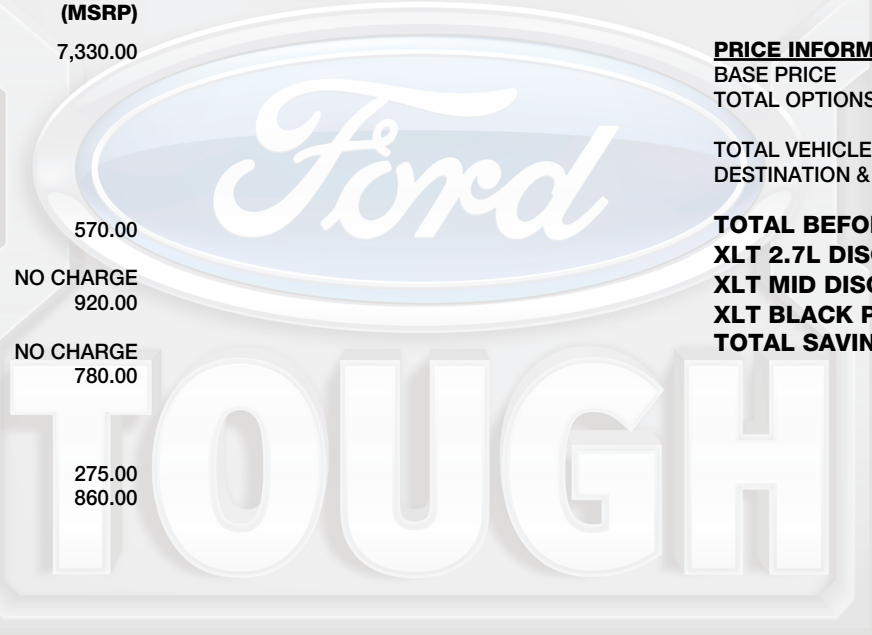 (MSRP)
7,330.00
570.00
NO CHARGE
920.00
NO CHARGE
780.00
275.00
860.00
PRICE INFORM
BASE PRICE
TOTAL OPTIONS
TOTAL VEHICLE
DESTINATION &
TOTAL BEFO
XLT 2.7L DIS
XLT MID DISC
XLT BLACK P
TOTAL SAVIN
Ford
TOUGH